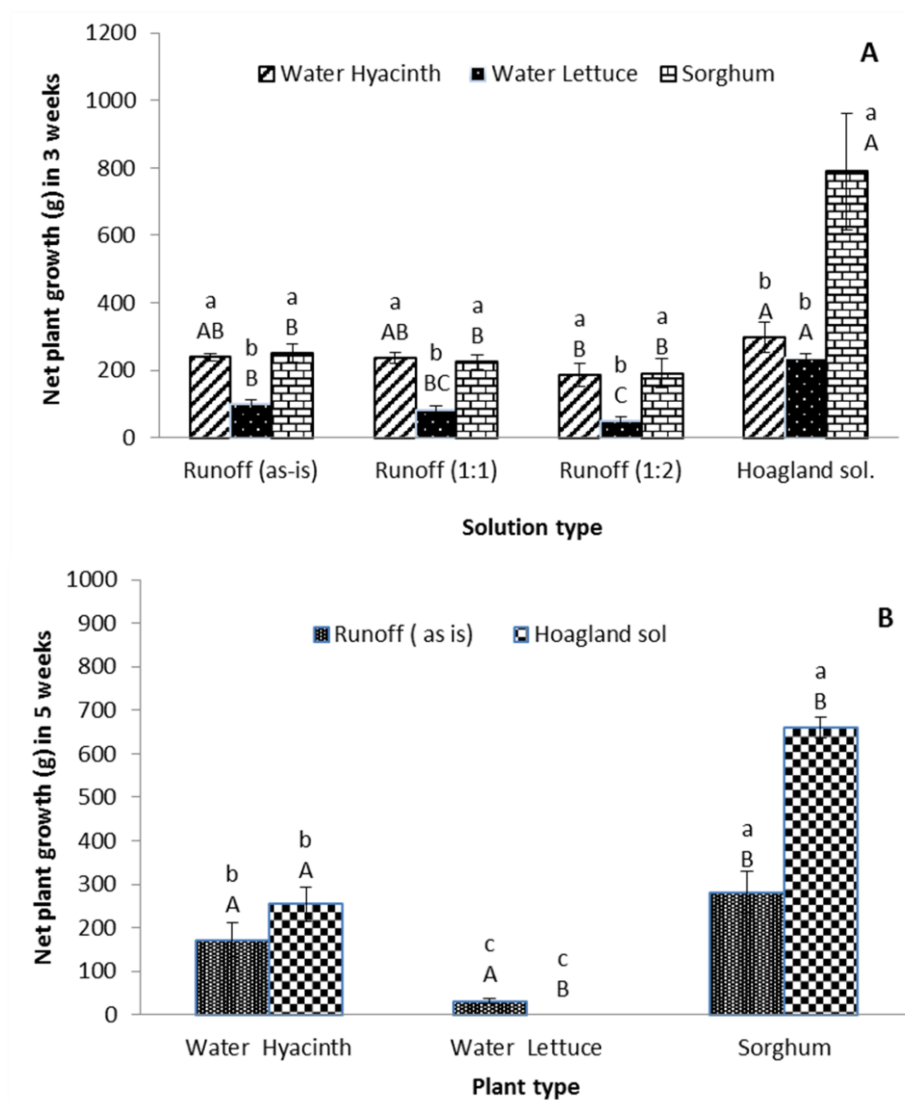 A
Water Hyacinth Water Lettuce Sorghum
Net plant growth (g) in 3 weeks
1200
1000
800
600
400
200
0
a
AB
b
B
a
B
a
AB
b
BC
a
B
a
B
b
C
a
B
b
A
b
A
a
A
Runoff (as-is) Runoff (1:1) Runoff (1:2) Hoagland sol.
Solution type
B
Runoff ( as is) Hoagland sol
Net plant growth (g) in 5 weeks
1000
900
800
700
600
500
400
300
200
100
0
b
A
b
A
c
A
c
B
a
B
a
B
Water Hyacinth Water Lettuce Sorghum
Plant type